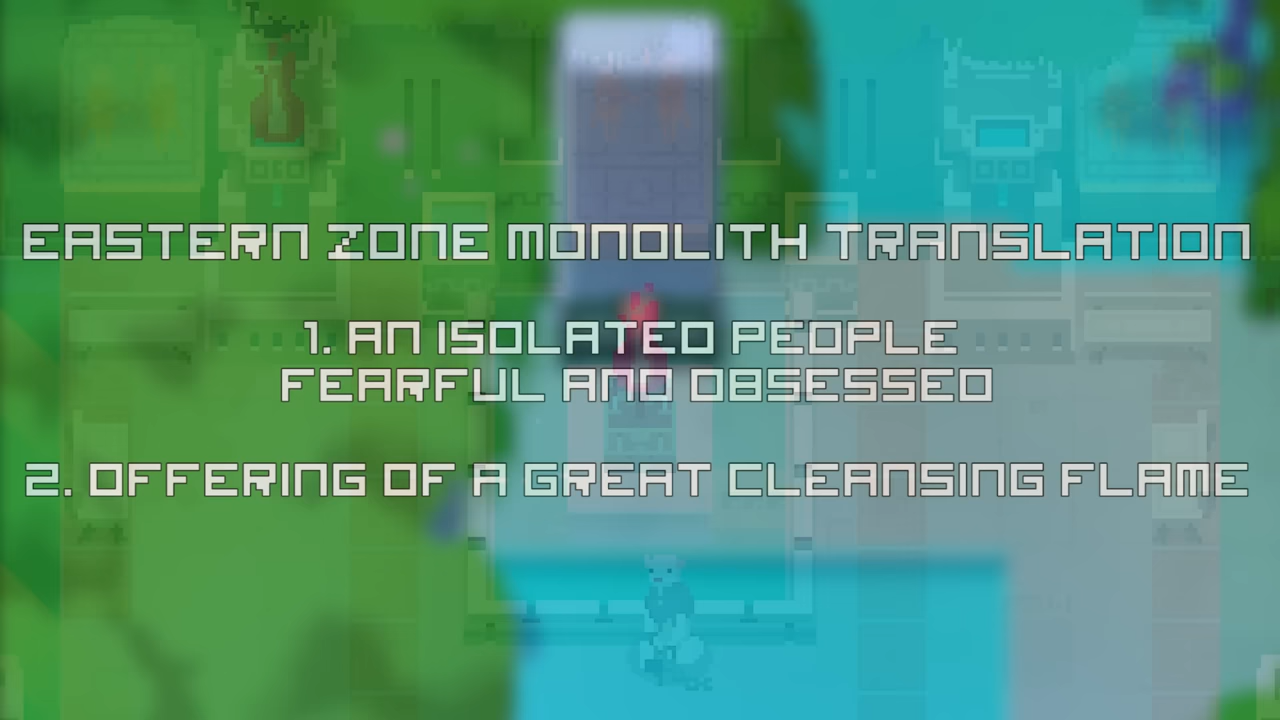 EASTERN ZONE MONOLITH TRANSLATION
1. AN ISOLATED PEOPLE
FEARFUL AND OBSESSED
2. OFFERING OF A GREAT CLEANSING FLAME